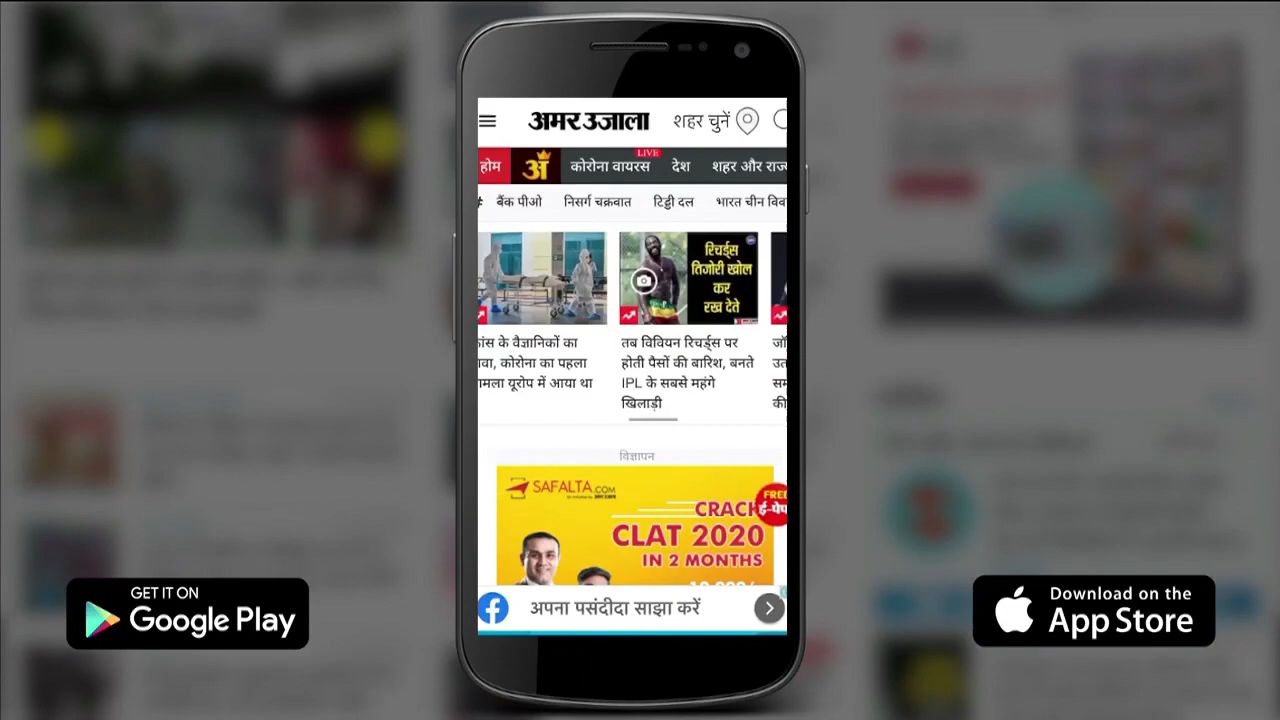 अमर उजाला
शहर चुनें
होम
अ
कोरोना वायरस
LIVE
देश
शहर और राज्
# बैंक पीओ
निसर्ग चक्रवात
टिड्डी दल
भारत चीन विवा
रिचर्ड्स
तिजोरी खोल
कर
रख देते
ांस के वैज्ञानिकों का
ावा, कोरोना का पहला
ामला यूरोप में आया था
तब विवियन रिचर्ड्स पर
होती पैसों की बारिश, बनते
IPL के सबसे महंगे
खिलाड़ी
जॉ
उत
सम
की
विज्ञापन
SAFALTA.COM
CRACK
CLAT 2020
IN 2 MONTHS
FREE
ई-पेप
अपना पसंदीदा साझा करें
GET IT ON
Google Play
Download on the
App Store